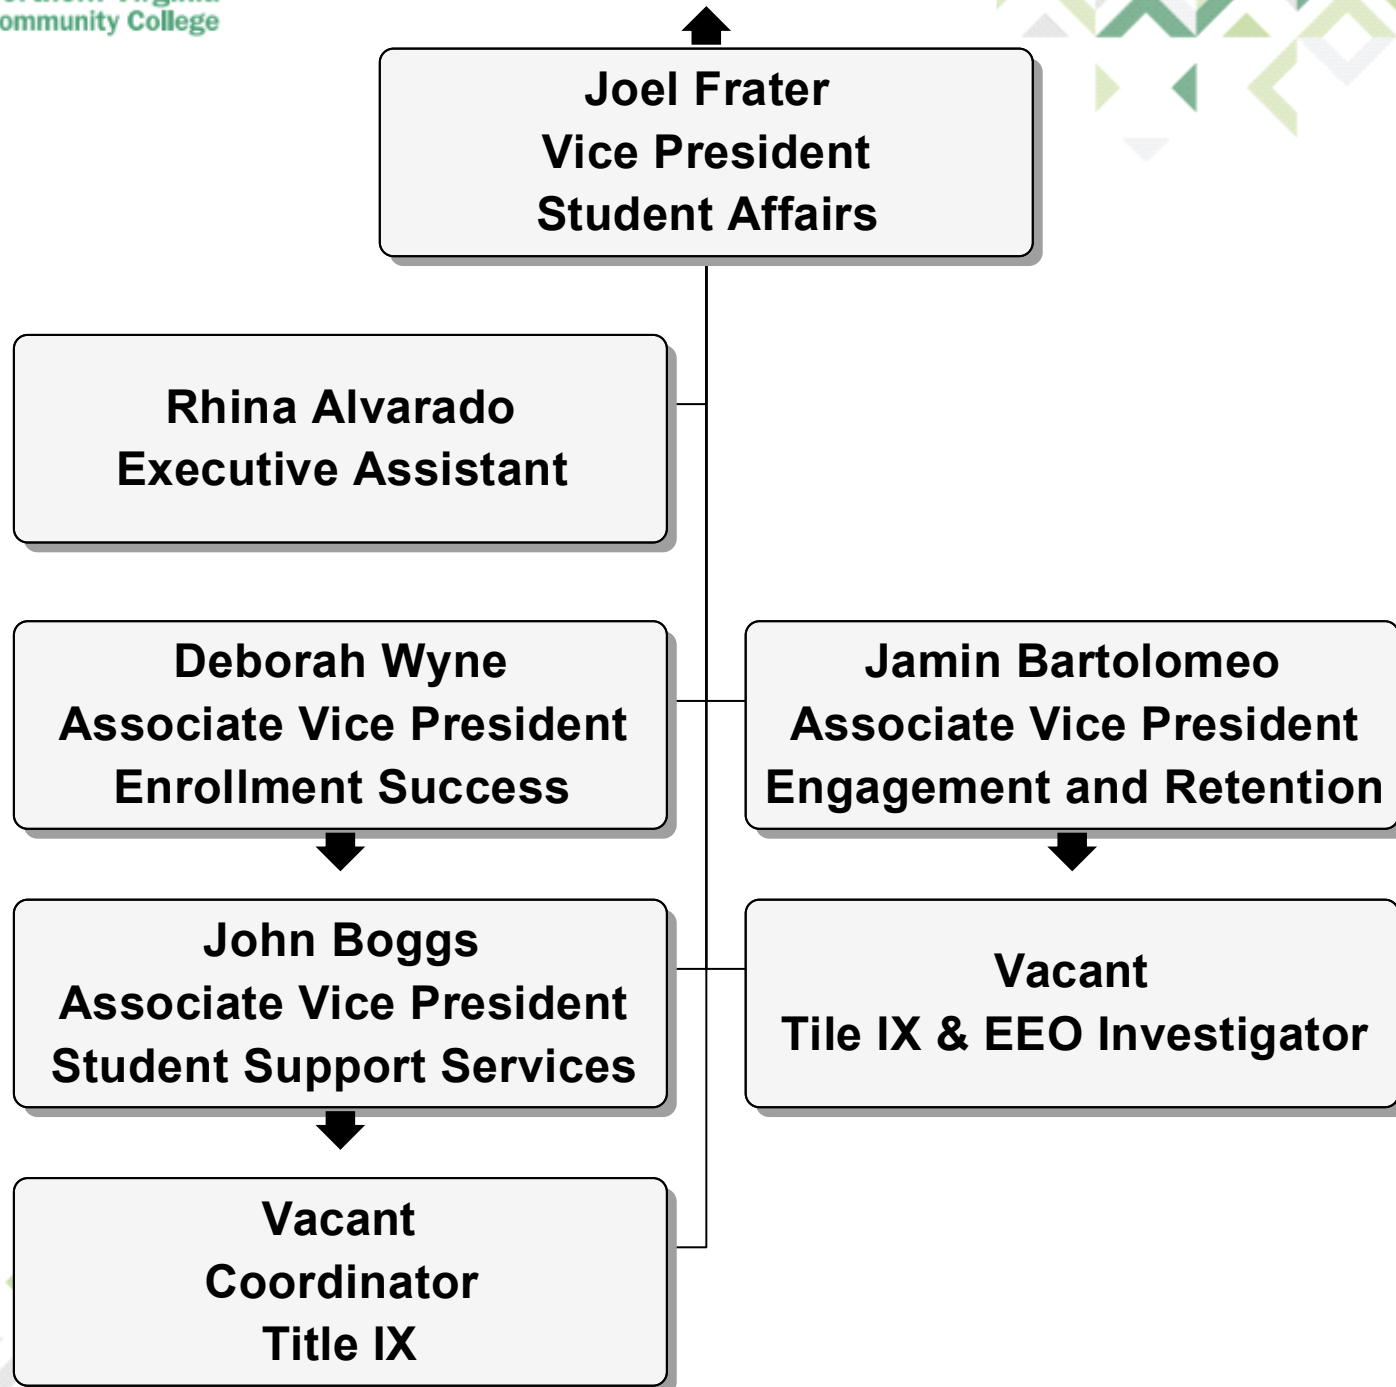 Community College
Joel Frater
Vice President
Student Affairs
Rhina Alvarado
Executive Assistant
Deborah Wyne
Associate Vice President
Enrollment Success
Jamin Bartolomeo
Associate Vice President
Engagement and Retention
John Boggs
Associate Vice President
Student Support Services
Vacant
Tile IX & EEO Investigator
Vacant
Coordinator
Title IX